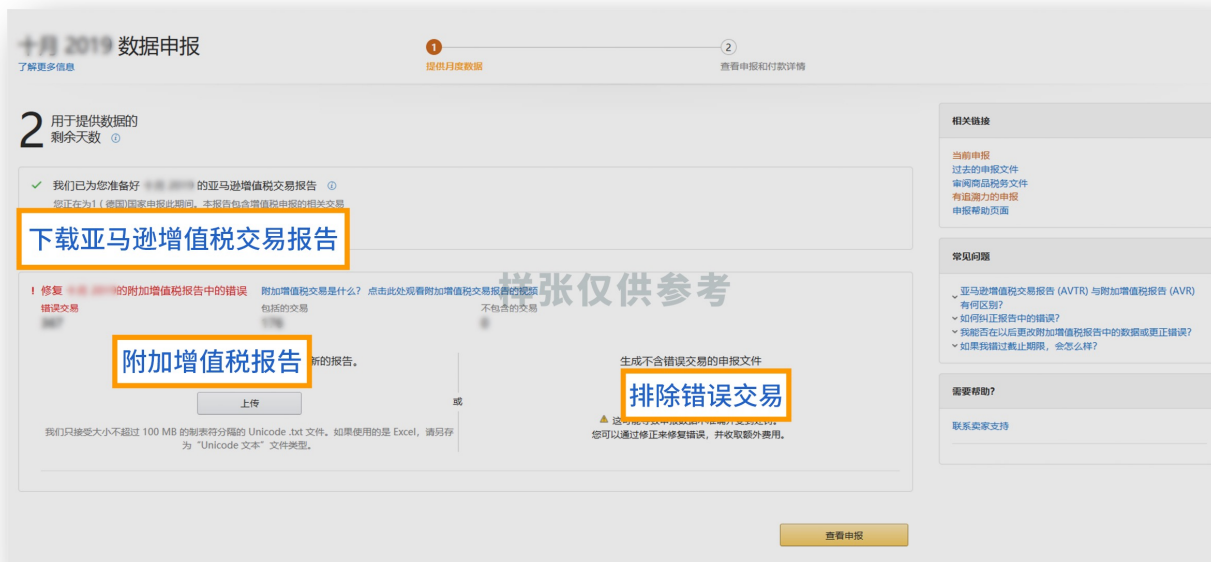 数据申报
了解更多信息
1
提供月度数据
2
查看申报和付款详情
2 用于提供数据的
剩余天数
我们已为您准备好 的亚马逊增值税交易报告
您正在为1（德国)国家申报此期间。本报告包含增值税申报的相关交易
下载亚马逊增值税交易报告
! 修复 的附加增值税报告中的错误 附加增值税交易是什么？ 点击此处观看附加增值税交易报告的视频
错误交易 包括的交易 不包含的交易
样张仅供参考
附加增值税报告
新的报告。
上传
我们只接受大小不超过 100 MB 的制表符分隔的 Unicode .txt 文件。如果使用的是 Excel，请另存
为“Unicode 文本”文件类型。
或
生成不含错误交易的申报文件
排除错误交易
您可以通过修正来修复错误，并收取额外费用。
查看申报
相关链接
当前申报
过去的申报文件
审阅商品税务文件
有追溯力的申报
申报帮助页面
常见问题
亚马逊增值税交易报告 (AVTR) 与附加增值税报告 (AVR)
有何区别？
如何纠正报告中的错误？
我能否在以后更改附加增值税报告中的数据或更正错误？
如果我错过截止期限，会怎么样？
需要帮助?
联系卖家支持